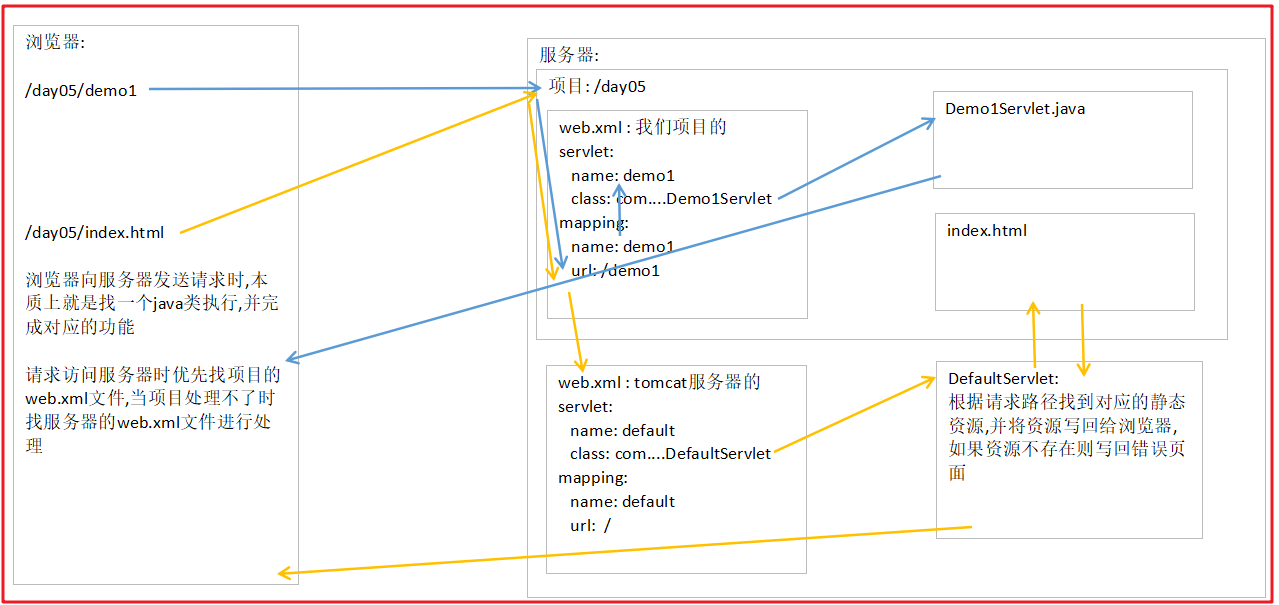 浏览器:
/day05/demo1
/day05/index.html
浏览器向服务器发送请求时,本
质上就是找一个java类执行,并完
成对应的功能
请求访问服务器时优先找项目的
web.xml文件,当项目处理不了时
找服务器的web.xml文件进行处
理
服务器:
项目: /day05
web.xml : 我们项目的
servlet:
name: demo1
class: com....Demo1Servlet
mapping:
name: demo1
url: /demo1
Demo1Servlet.java
index.html
web.xml : tomcat服务器的
servlet:
name: default
class: com....DefaultServlet
mapping:
name: default
url: /
DefaultServlet:
根据请求路径找到对应的静态
资源,并将资源写回给浏览器,
如果资源不存在则写回错误页
面